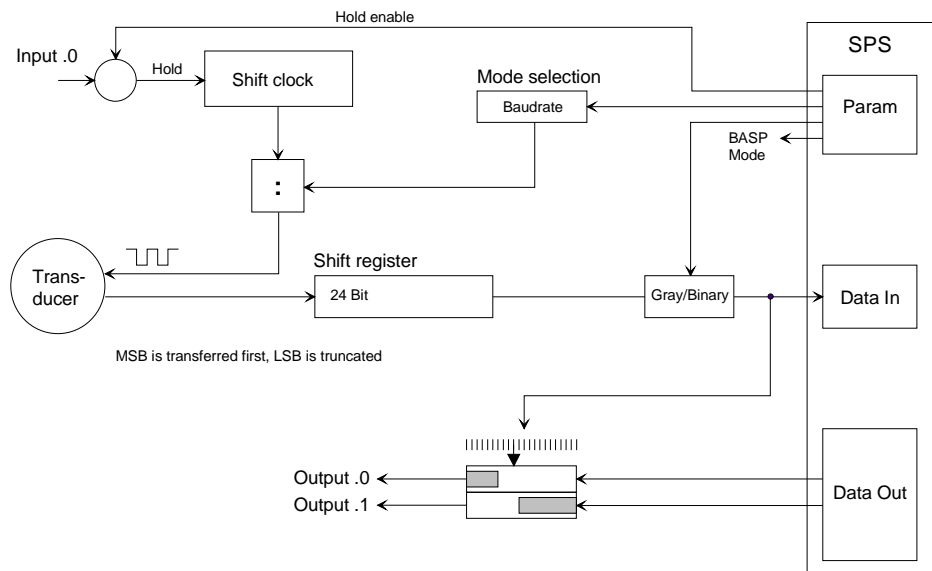 Hold enable
SPS
Input .0
Hold
Shift clock
Mode selection
Baudrate
Param
BASP
Mode
:
Trans-
ducer
Shift register
24 Bit
Gray/Binary
Data In
MSB is transferred first, LSB is truncated
Output .0
Output .1
Data Out